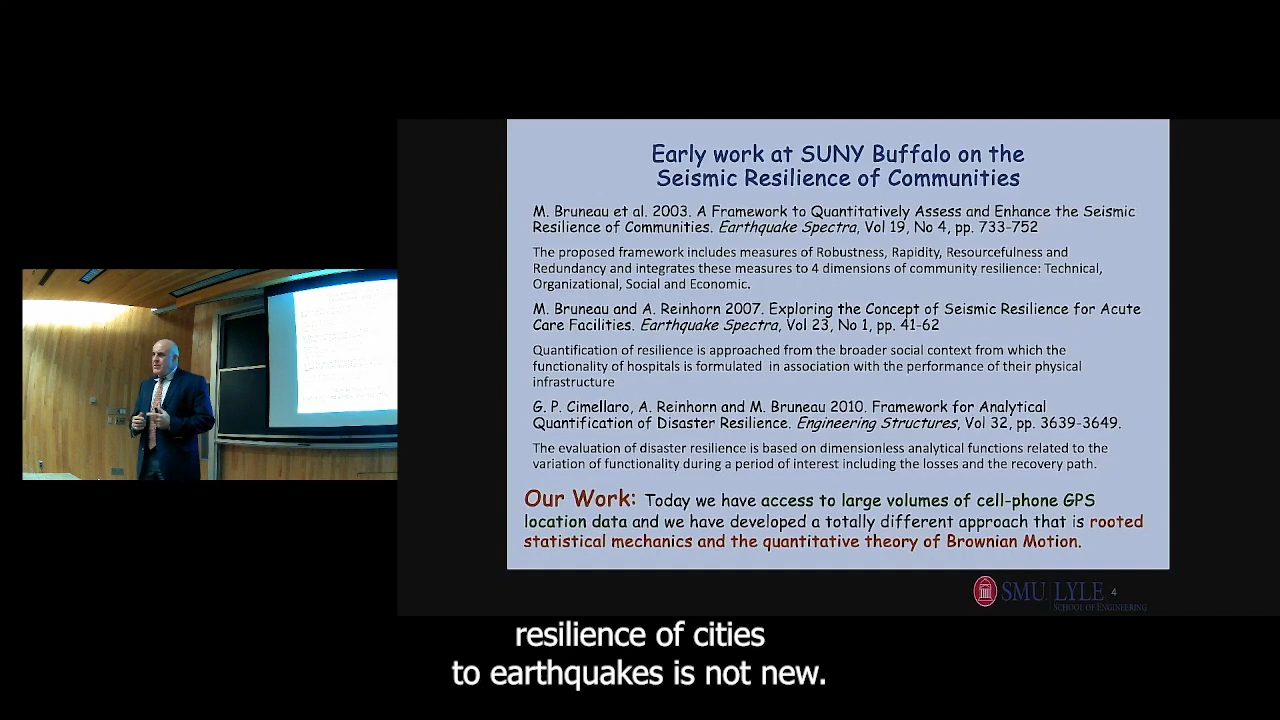 Early work at SUNY Buffalo on the
Seismic Resilience of Communities
M. Bruneau et al. 2003. A Framework to Quantitatively Assess and Enhance the Seismic
Resilience of Communities. Earthquake Spectra, Vol 19, No 4, pp. 733-752
The proposed framework includes measures of Robustness, Rapidity, Resourcefulness and
Redundancy and integrates these measures to 4 dimensions of community resilience: Technical,
Organizational, Social and Economic.
M. Bruneau and A. Reinhorn 2007. Exploring the Concept of Seismic Resilience for Acute
Care Facilities. Earthquake Spectra, Vol 23, No 1, pp. 41-62
Quantification of resilience is approached from the broader social context from which the
functionality of hospitals is formulated in association with the performance of their physical
infrastructure
G. P. Cimellaro, A. Reinhorn and M. Bruneau 2010. Framework for Analytical
Quantification of Disaster Resilience. Engineering Structures, Vol 32, pp. 3639-3649.
The evaluation of disaster resilience is based on dimensionless analytical functions related to the
variation of functionality during a period of interest including the losses and the recovery path.
Our Work: Today we have access to large volumes of cell-phone GPS
location data and we have developed a totally different approach that is rooted
statistical mechanics and the quantitative theory of Brownian Motion.
SMU LYLE 4
SCHOOL OF ENGINEERING
resilience of cities
to earthquakes is not new.